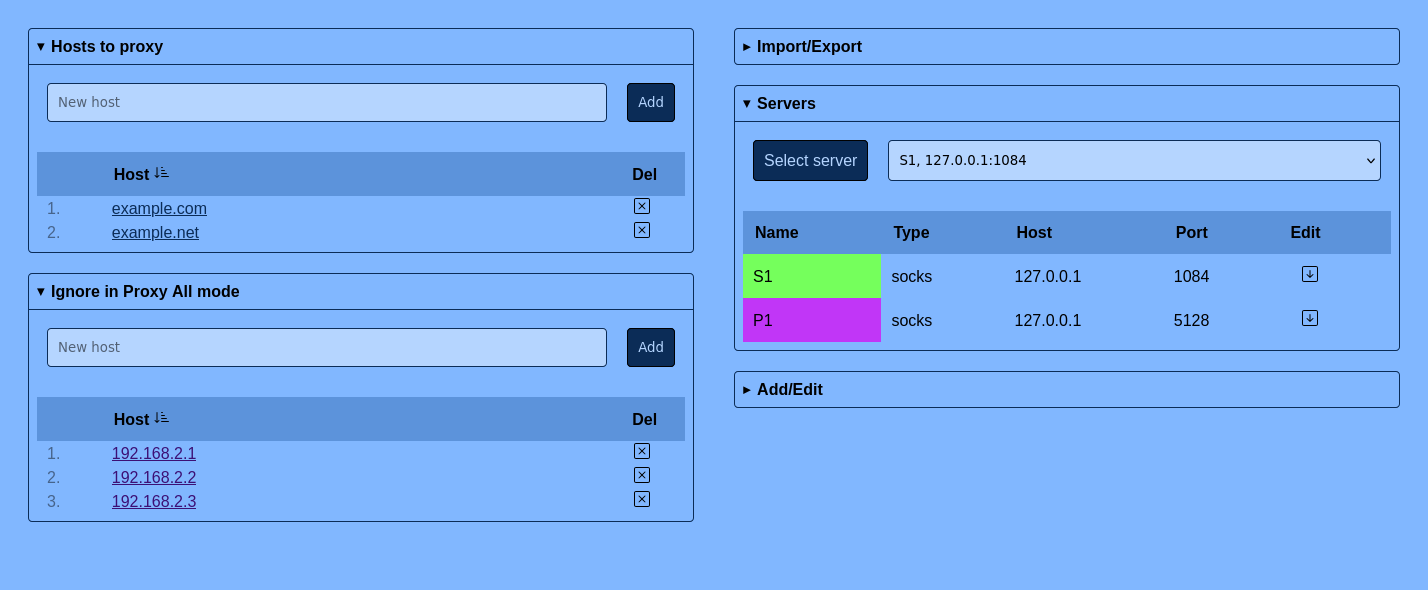 Hosts to proxy
New host
Add
Host
Del
1. example.com
2. example.net
Ignore in Proxy All mode
New host
Add
Host
Del
1. 192.168.2.1
2. 192.168.2.2
3. 192.168.2.3
Import/Export
Servers
Select server
S1, 127.0.0.1:1084
Name Type Host Port Edit
S1 socks 127.0.0.1 1084
P1 socks 127.0.0.1 5128
Add/Edit